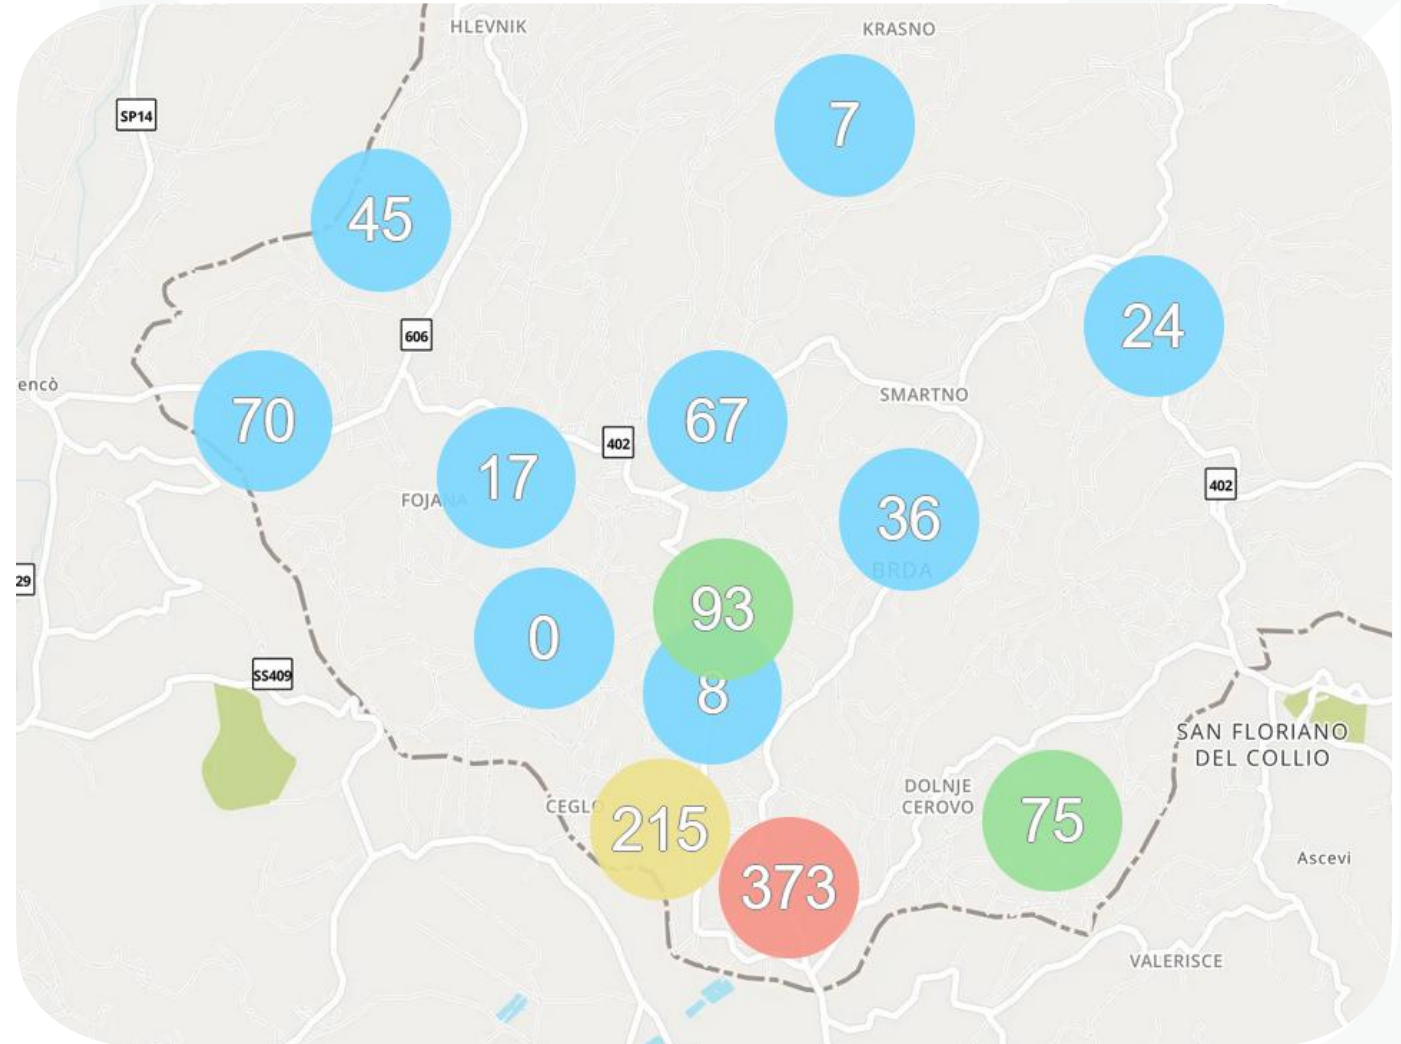 HLEVNIK
KRASNO
SP14
7
45
606
24
encò
SMARTNO
70
67
17
402
402
FOJANA
36
BRDA
29
93
0
8
SS409
SAN FLORIANO
DEL COLLIO
DOLNJE
CEROVO
CEGLO
215
75
373
Ascevi
VALERISCE